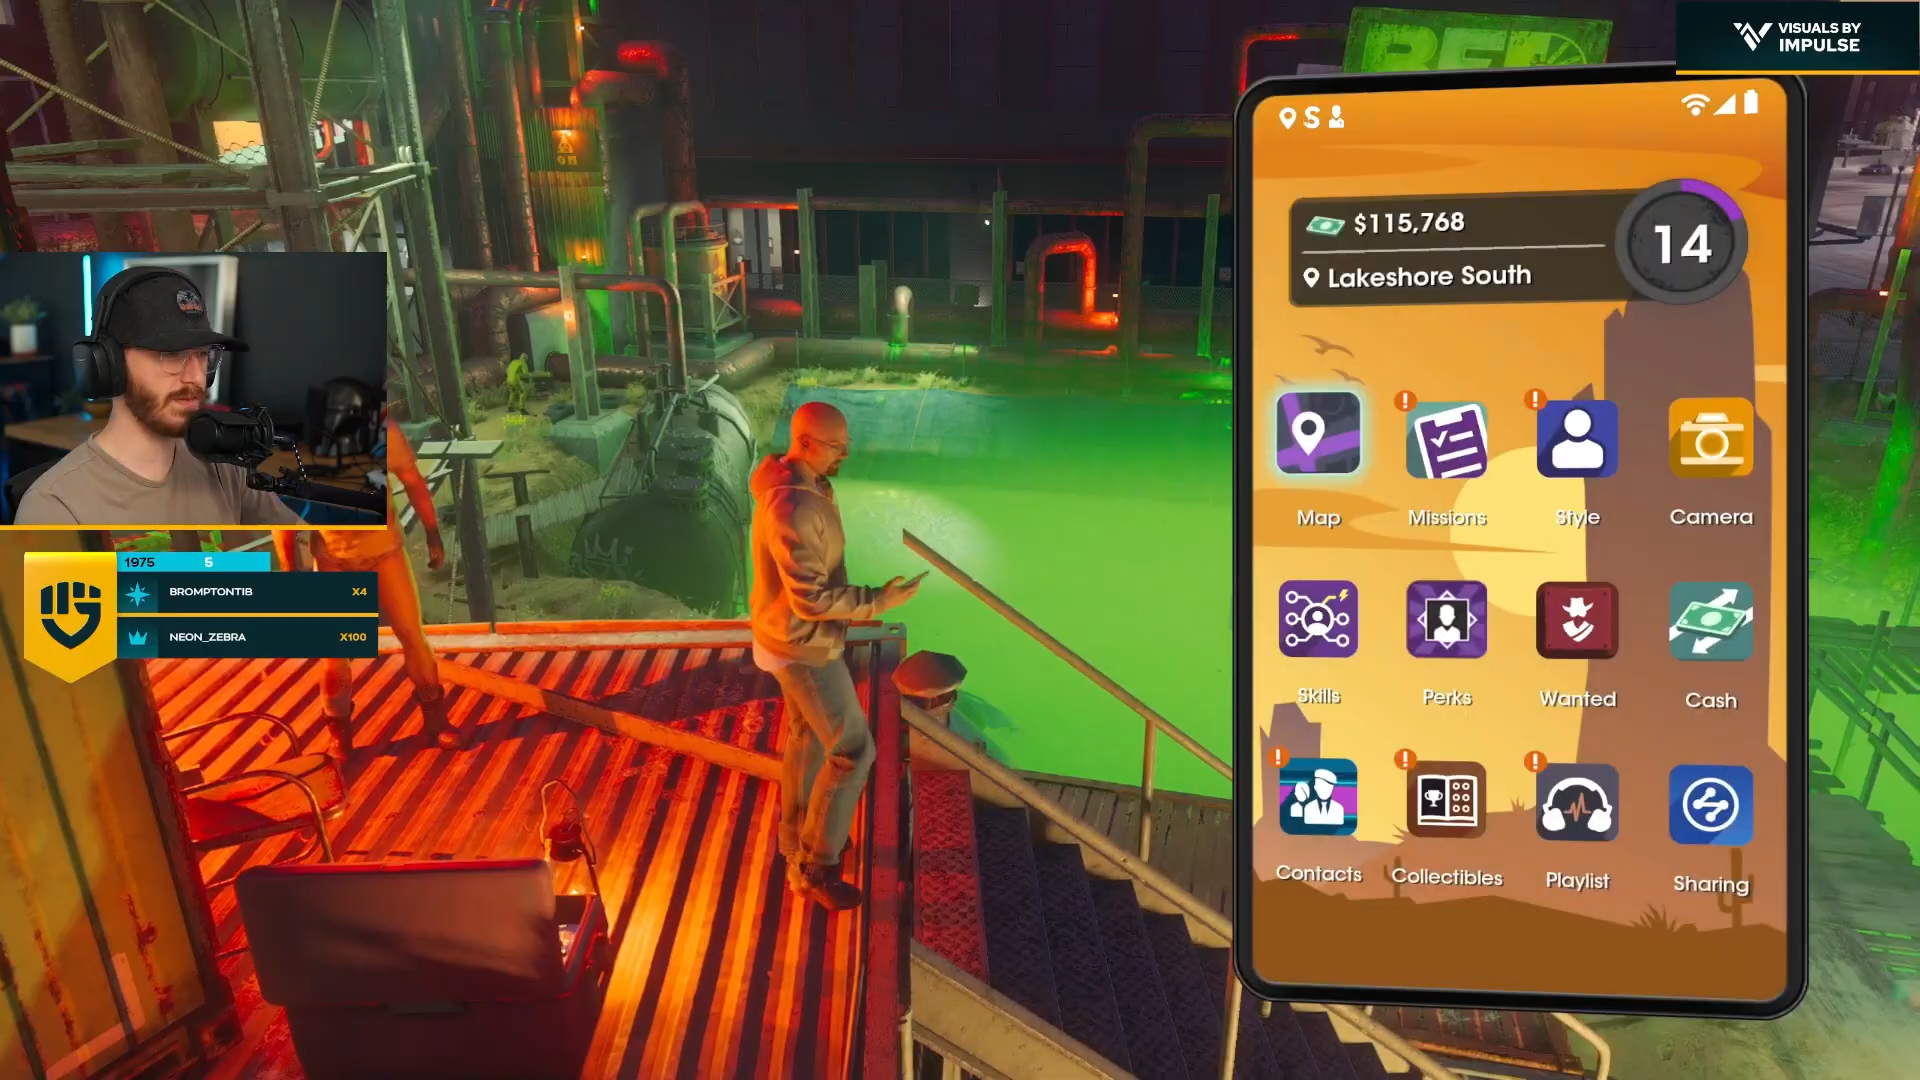 VISUALS BY
IMPULSE
$115,768
14
Lakeshore South
Map
Missions
Style
Camera
Skills
Perks
Wanted
Cash
Contacts
Collectibles
Playlist
Sharing
1975 5
BROMPTONTIB X4
NEON_ZEBRA X100